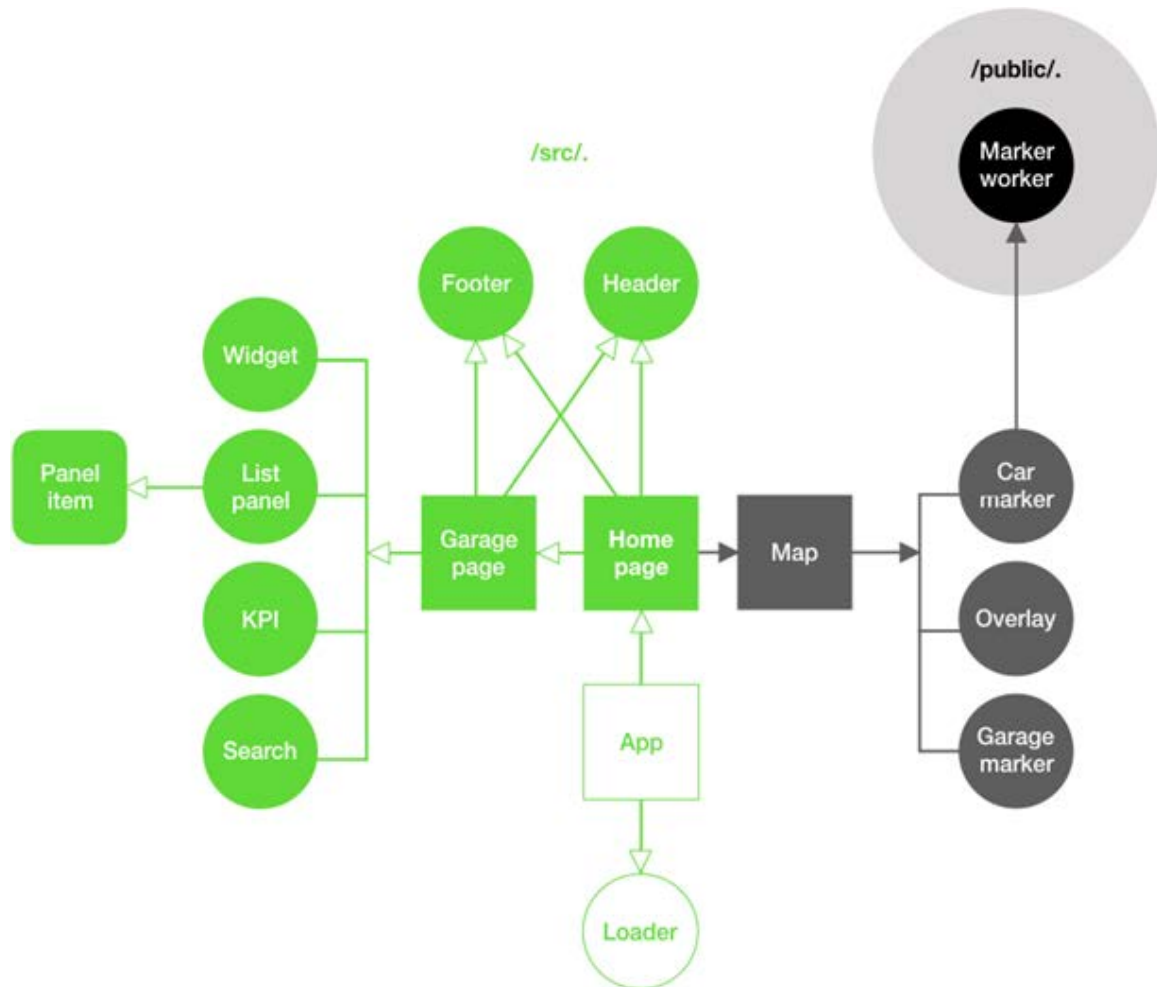 /public/.
Marker
worker
/src/.
Footer
Header
Widget
Panel
item
List
panel
Car
marker
Garage
page
Home
page
Map
KPI
Overlay
Search
App
Garage
marker
Loader